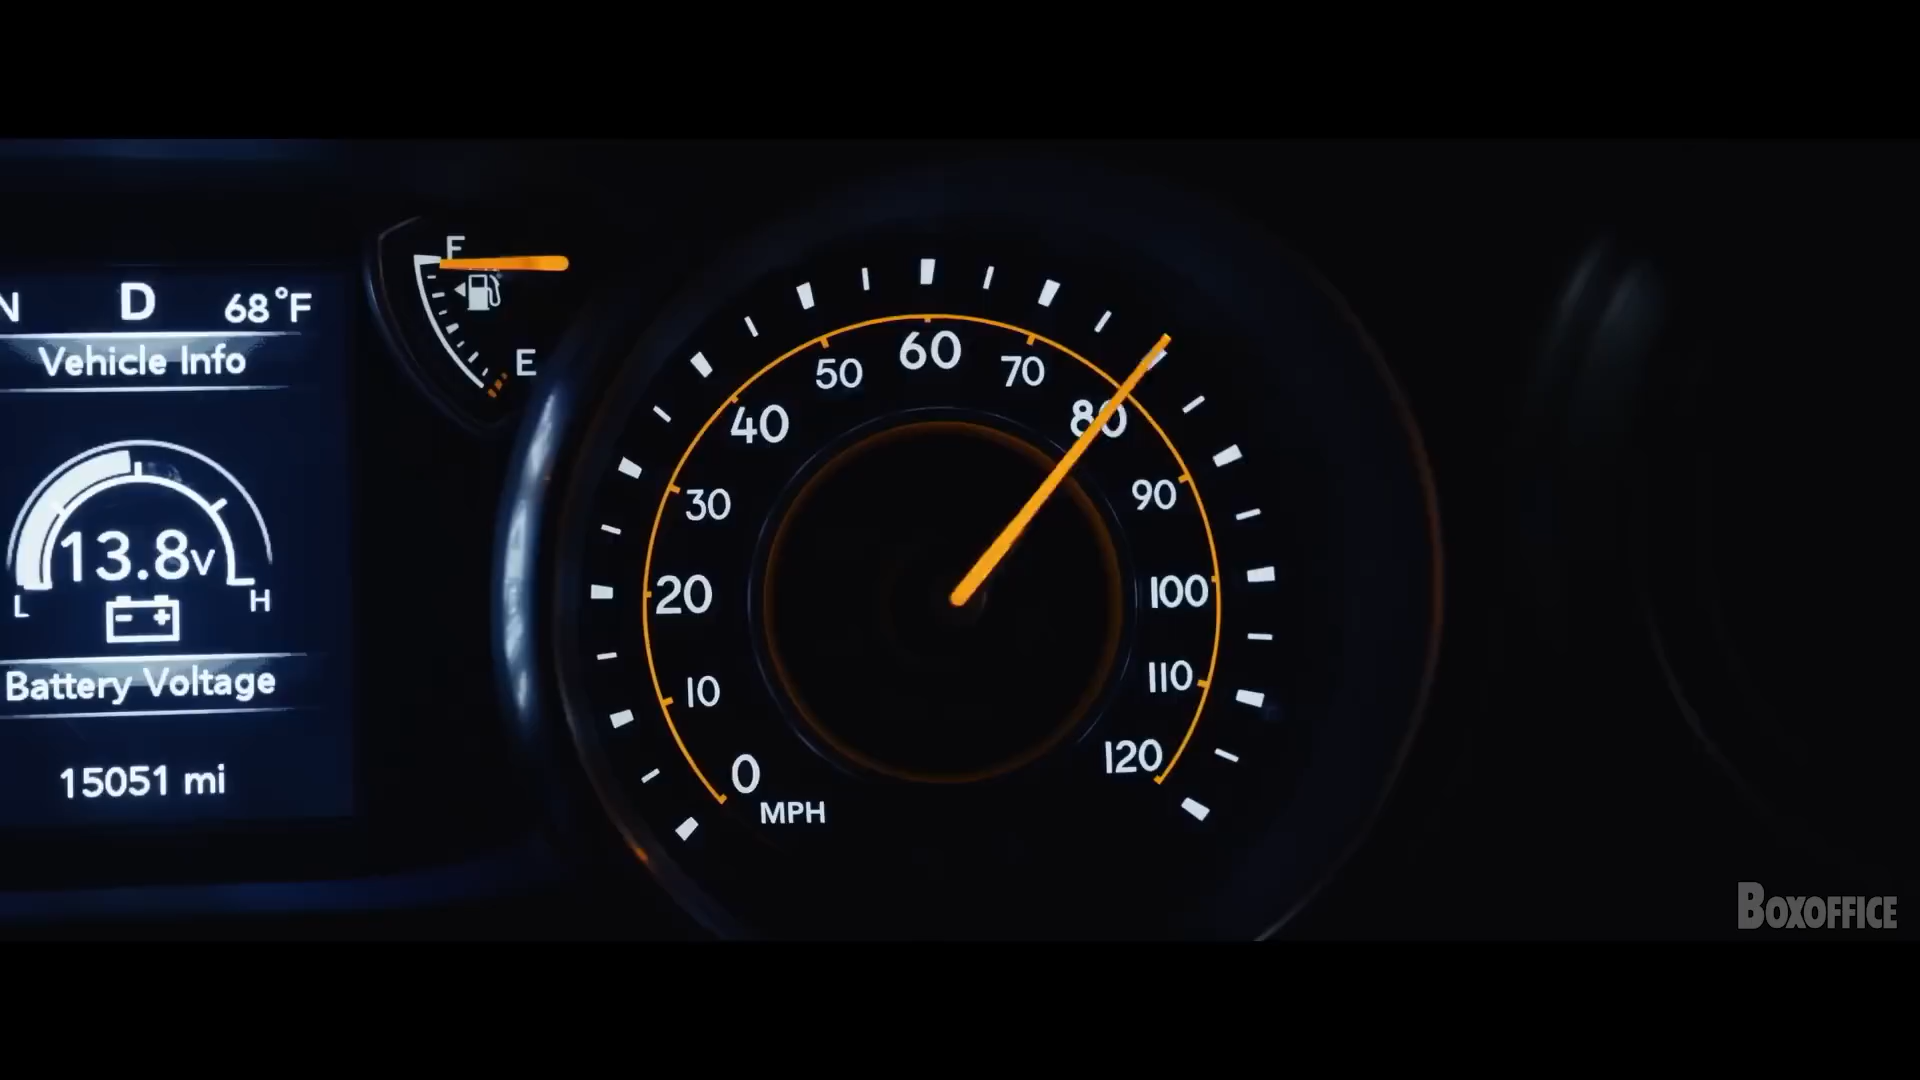 N D 68°F
Vehicle Info
13.8v
L H
- +
Battery Voltage
15051 mi
F
E
0
10
20
30
40
50
60
70
80
90
100
110
120
MPH
BOXOFFICE